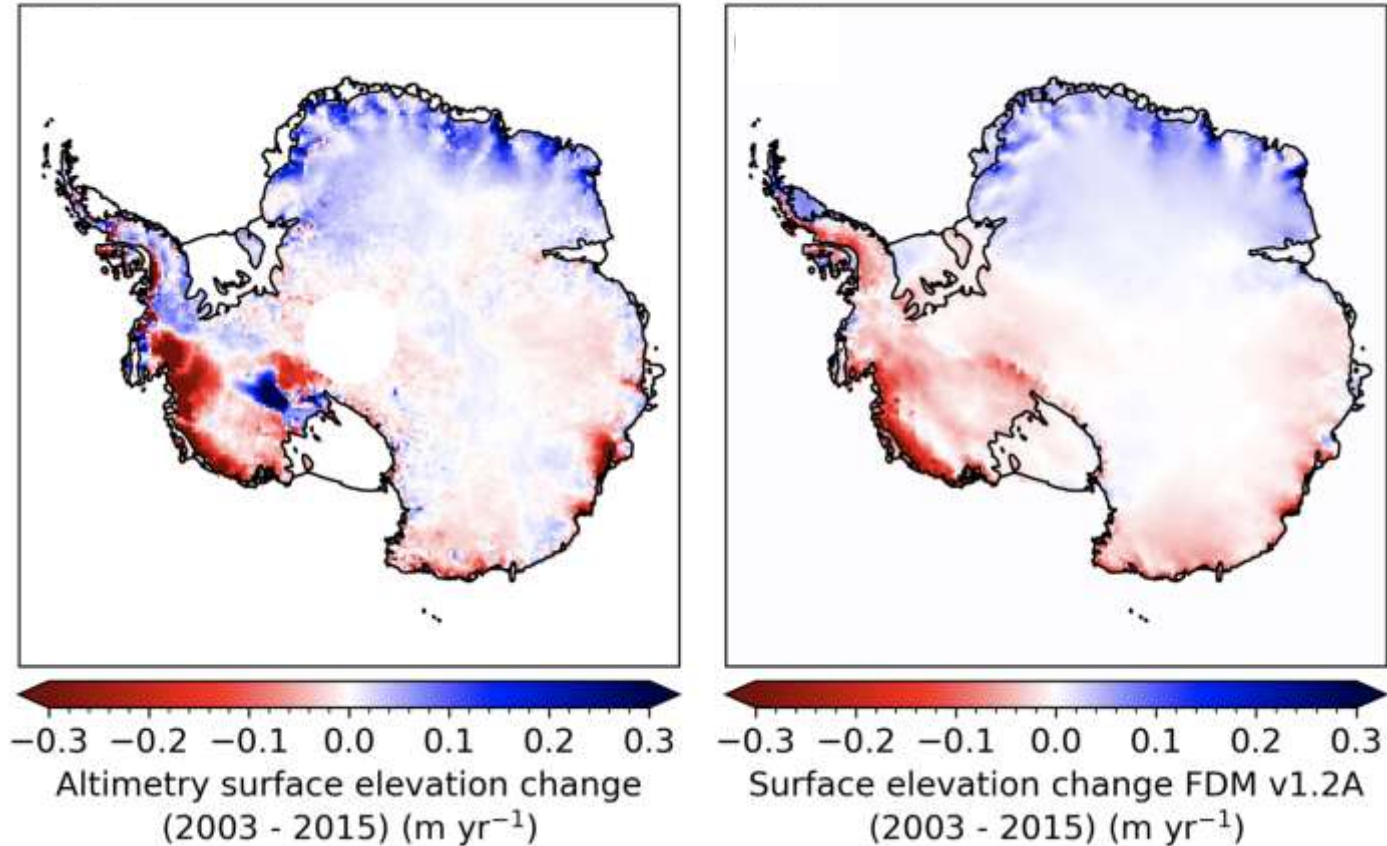 −0.3 −0.2 −0.1 0.0 0.1 0.2 0.3
Altimetry surface elevation change
(2003 - 2015) (m yr⁻¹)
−0.3 −0.2 −0.1 0.0 0.1 0.2 0.3
Surface elevation change FDM v1.2A
(2003 - 2015) (m yr⁻¹)